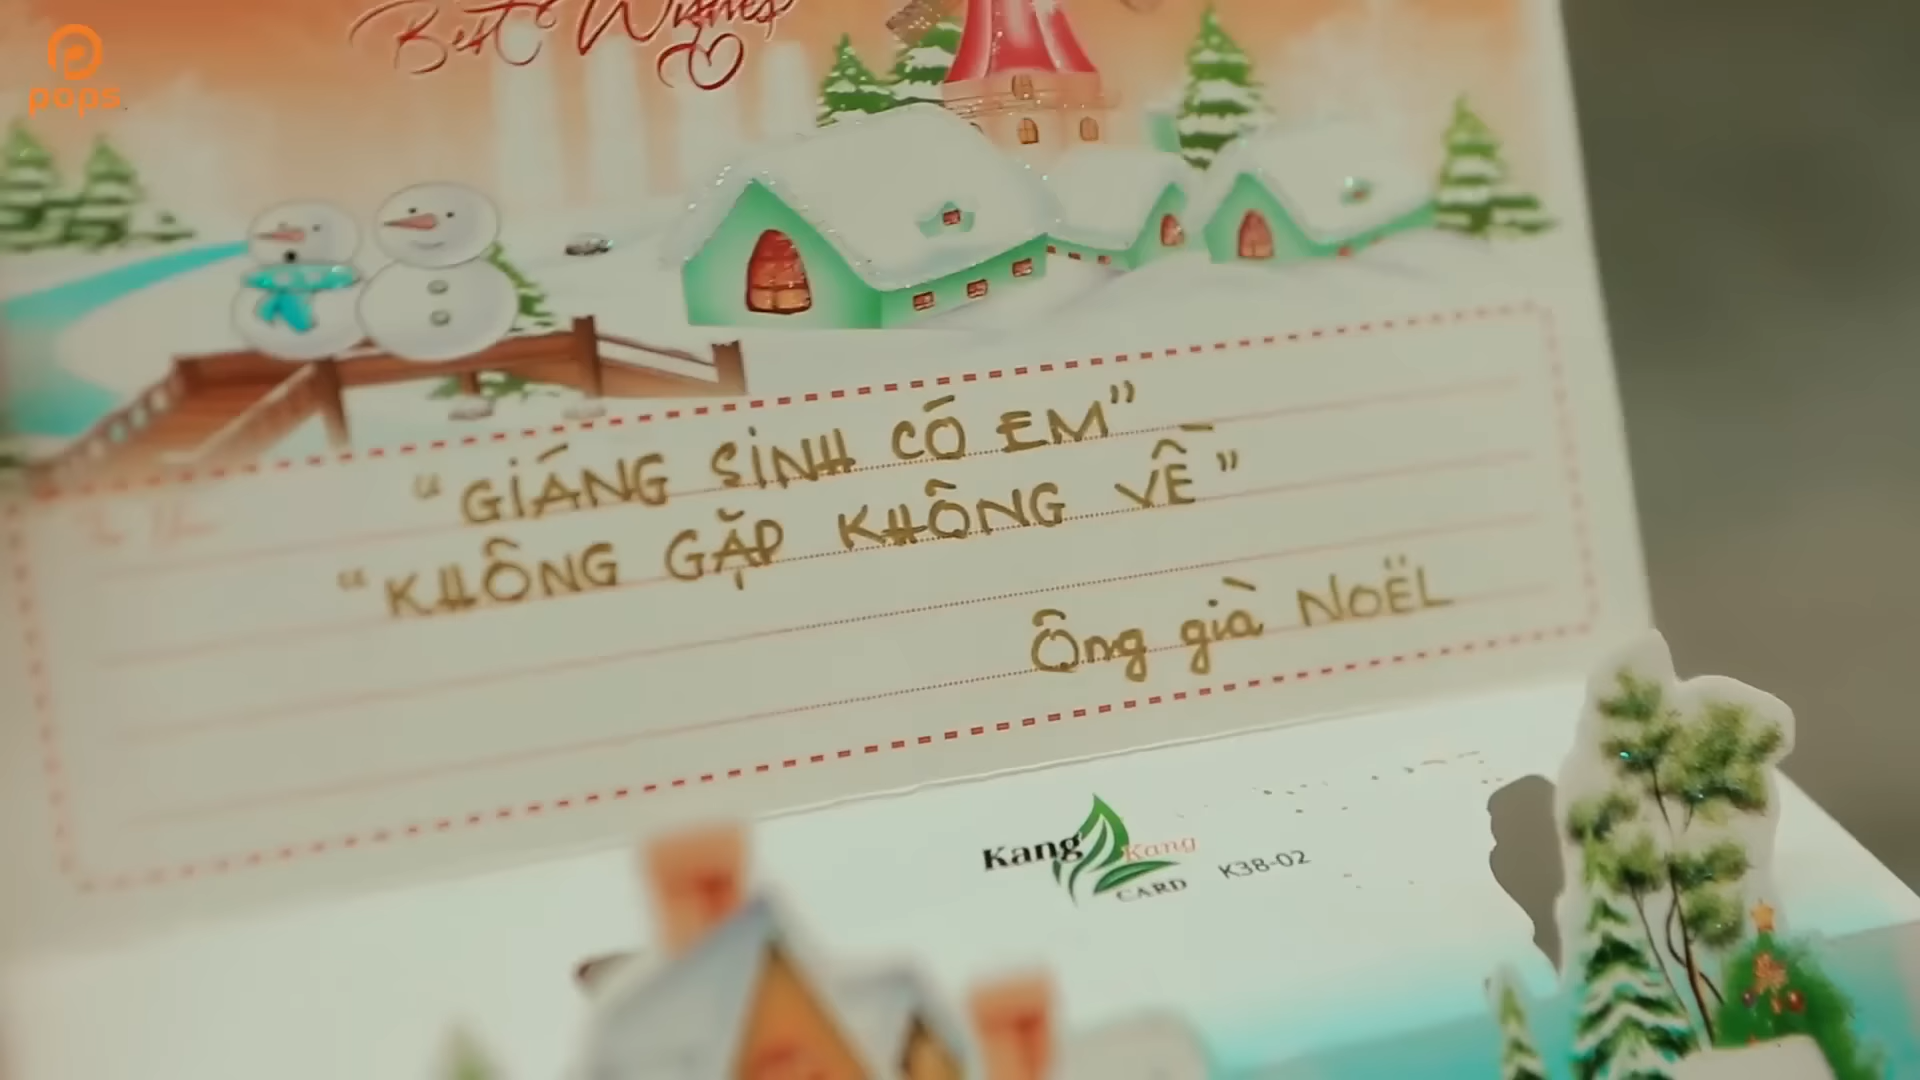 pops
Best Wishes
“GIÁNG SINH CÓ EM”
“KHÔNG GẶP KHÔNG VỀ”
Ông già NOËL
Kang Kang
CARD
K38-02